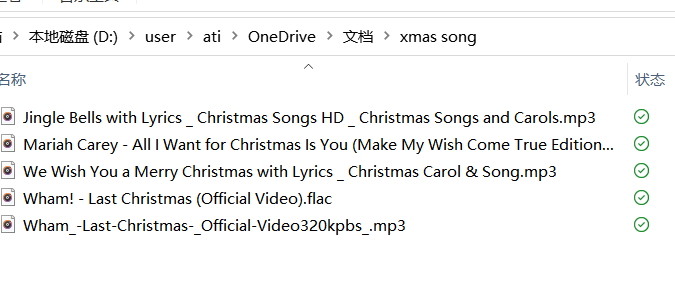 本地磁盘 (D:) > user > ati > OneDrive > 文档 > xmas song
名称 状态
Jingle Bells with Lyrics _ Christmas Songs HD _ Christmas Songs and Carols.mp3
Mariah Carey - All I Want for Christmas Is You (Make My Wish Come True Edition...
We Wish You a Merry Christmas with Lyrics _ Christmas Carol & Song.mp3
Wham! - Last Christmas (Official Video).flac
Wham_-Last-Christmas-_Official-Video320kpbs_.mp3